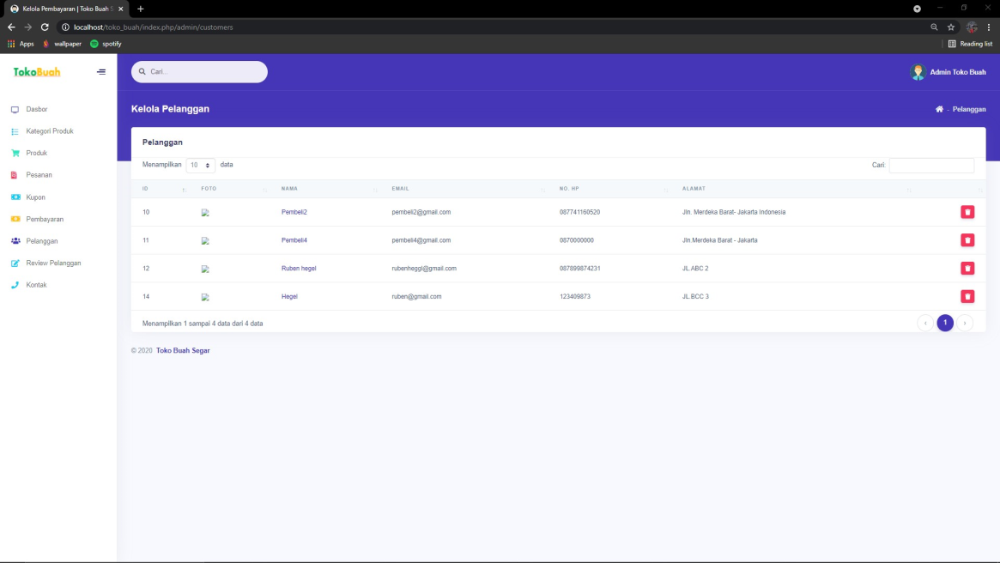 Kelola Pembayaran | Toko Buah S
localhost/toko_buah/index.php/admin/customers
Apps wallpaper spotify Reading list
TokoBuah
Cari...
Admin Toko Buah
Kelola Pelanggan
- Pelanggan
Dasbor
Kategori Produk
Produk
Pesanan
Kupon
Pembayaran
Pelanggan
Review Pelanggan
Kontak
Pelanggan
Menampilkan 10 data
Cari:
ID FOTO NAMA EMAIL NO. HP ALAMAT
10 Pembeli2 pembeli2@gmail.com 087741160520 Jln. Merdeka Barat- Jakarta Indonesia
11 Pembeli4 pembeli4@gmail.com 0870000000 Jln.Merdeka Barat - Jakarta
12 Ruben hegel rubenheggl@gmail.com 087899874231 JL.ABC 2
14 Hegel ruben@gmail.com 123409873 JL.BCC 3
Menampilkan 1 sampai 4 data dari 4 data
‹ 1 ›
© 2020 Toko Buah Segar